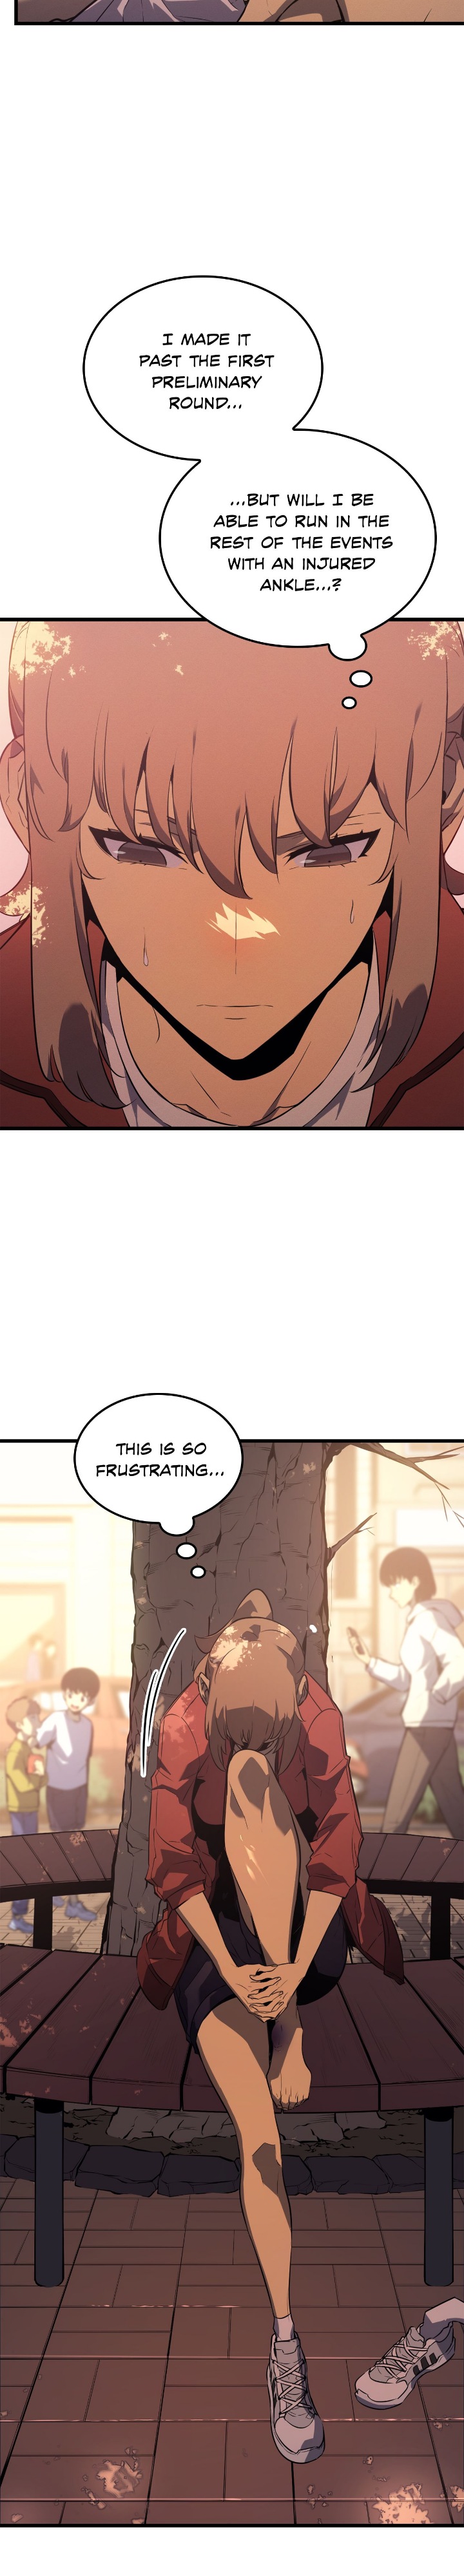 I MADE IT
PAST THE FIRST
PRELIMINARY
ROUND...
...BUT WILL I BE
ABLE TO RUN IN THE
REST OF THE EVENTS
WITH AN INJURED
ANKLE...?
THIS IS SO
FRUSTRATING...